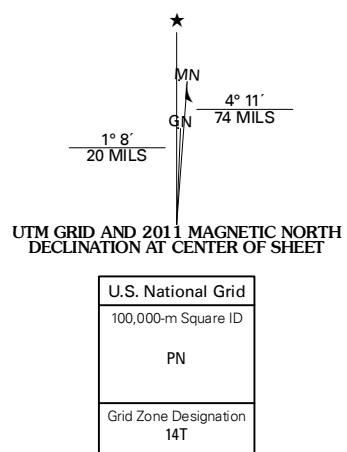 ★
MN
4° 11´
74 MILS
GN
1° 8´
20 MILS
UTM GRID AND 2011 MAGNETIC NORTH
DECLINATION AT CENTER OF SHEET
U.S. National Grid
100,000-m Square ID
PN
Grid Zone Designation
14T